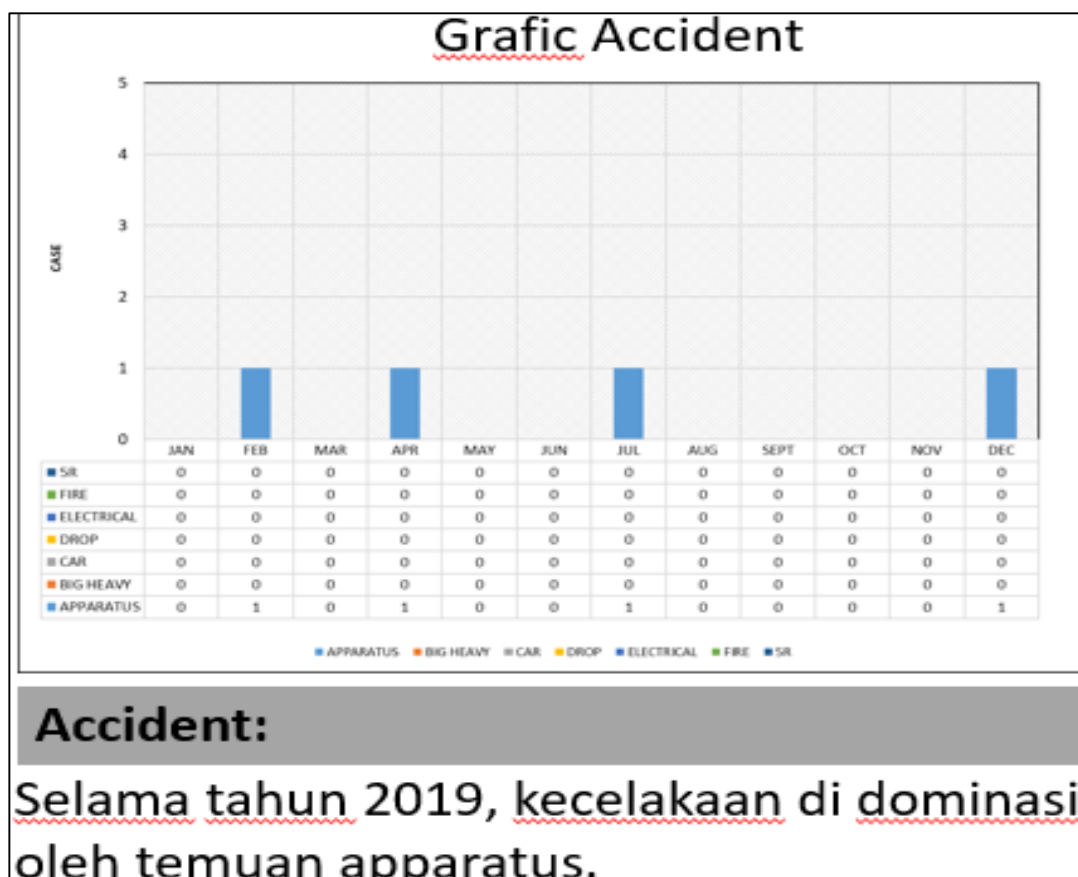 Grafic Accident
5
4
3
2
1
0
CASE
JAN FEB MAR APR MAY JUN JUL AUG SEPT OCT NOV DEC
SR 0 0 0 0 0 0 0 0 0 0 0 0
FIRE 0 0 0 0 0 0 0 0 0 0 0 0
ELECTRICAL 0 0 0 0 0 0 0 0 0 0 0 0
DROP 0 0 0 0 0 0 0 0 0 0 0 0
CAR 0 0 0 0 0 0 0 0 0 0 0 0
BIG HEAVY 0 0 0 0 0 0 0 0 0 0 0 0
APPARATUS 0 1 0 1 0 0 1 0 0 0 0 1
APPARATUS BIG HEAVY CAR DROP ELECTRICAL FIRE SR
Accident:
Selama tahun 2019, kecelakaan di dominasi
oleh temuan apparatus.